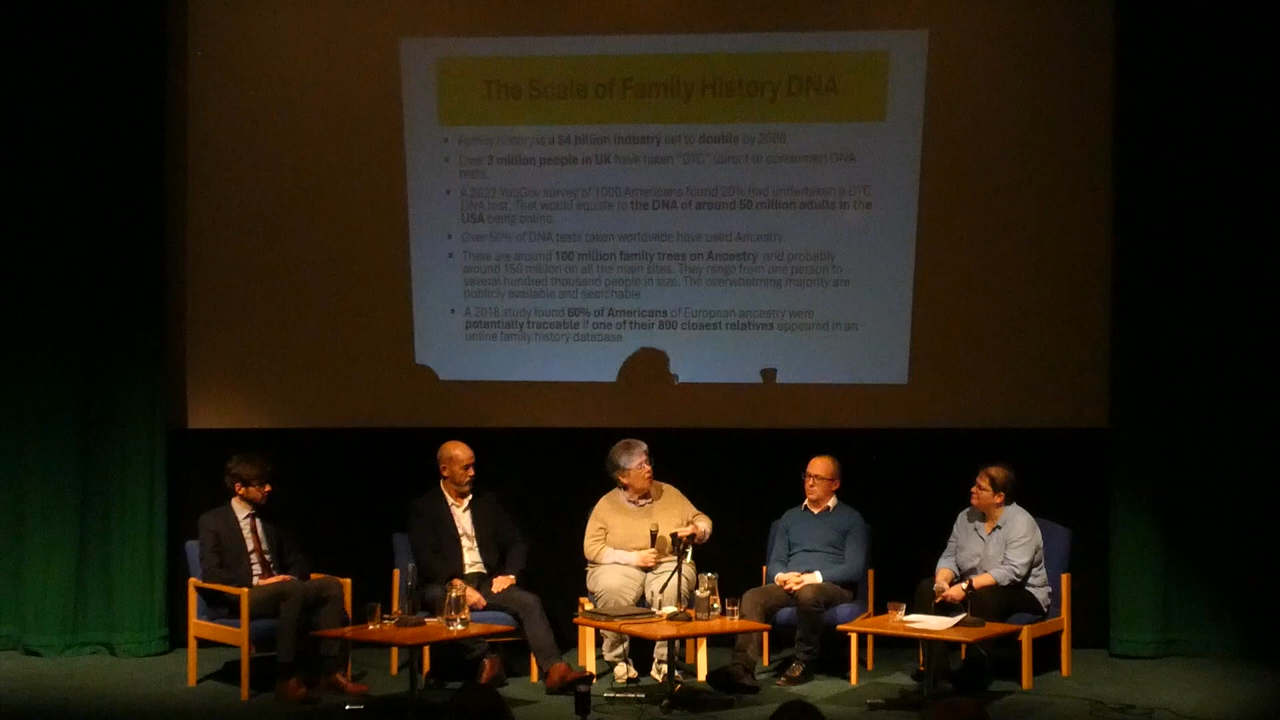 The Scale of Family History DNA
Family history is a $4 billion industry set to double by
Over 3 million people in UK have taken "DTC" (direct to consumer) DNA
tests.
A 2022 YouGov survey of 1000 Americans found 20% had undertaken a DTC
DNA test. That would equate to the DNA of around 50 million adults in the
USA being online.
Over 50% of DNA tests taken worldwide have used Ancestry.
There are around 100 million family trees on Ancestry and probably
around 150 million on all the main sites. They range from one person to
several hundred thousand people in size. The overwhelming majority are
publicly available and searchable.
A 2018 study found 60% of Americans of European ancestry were
potentially traceable if one of their 800 closest relatives appeared in an
online family history database.